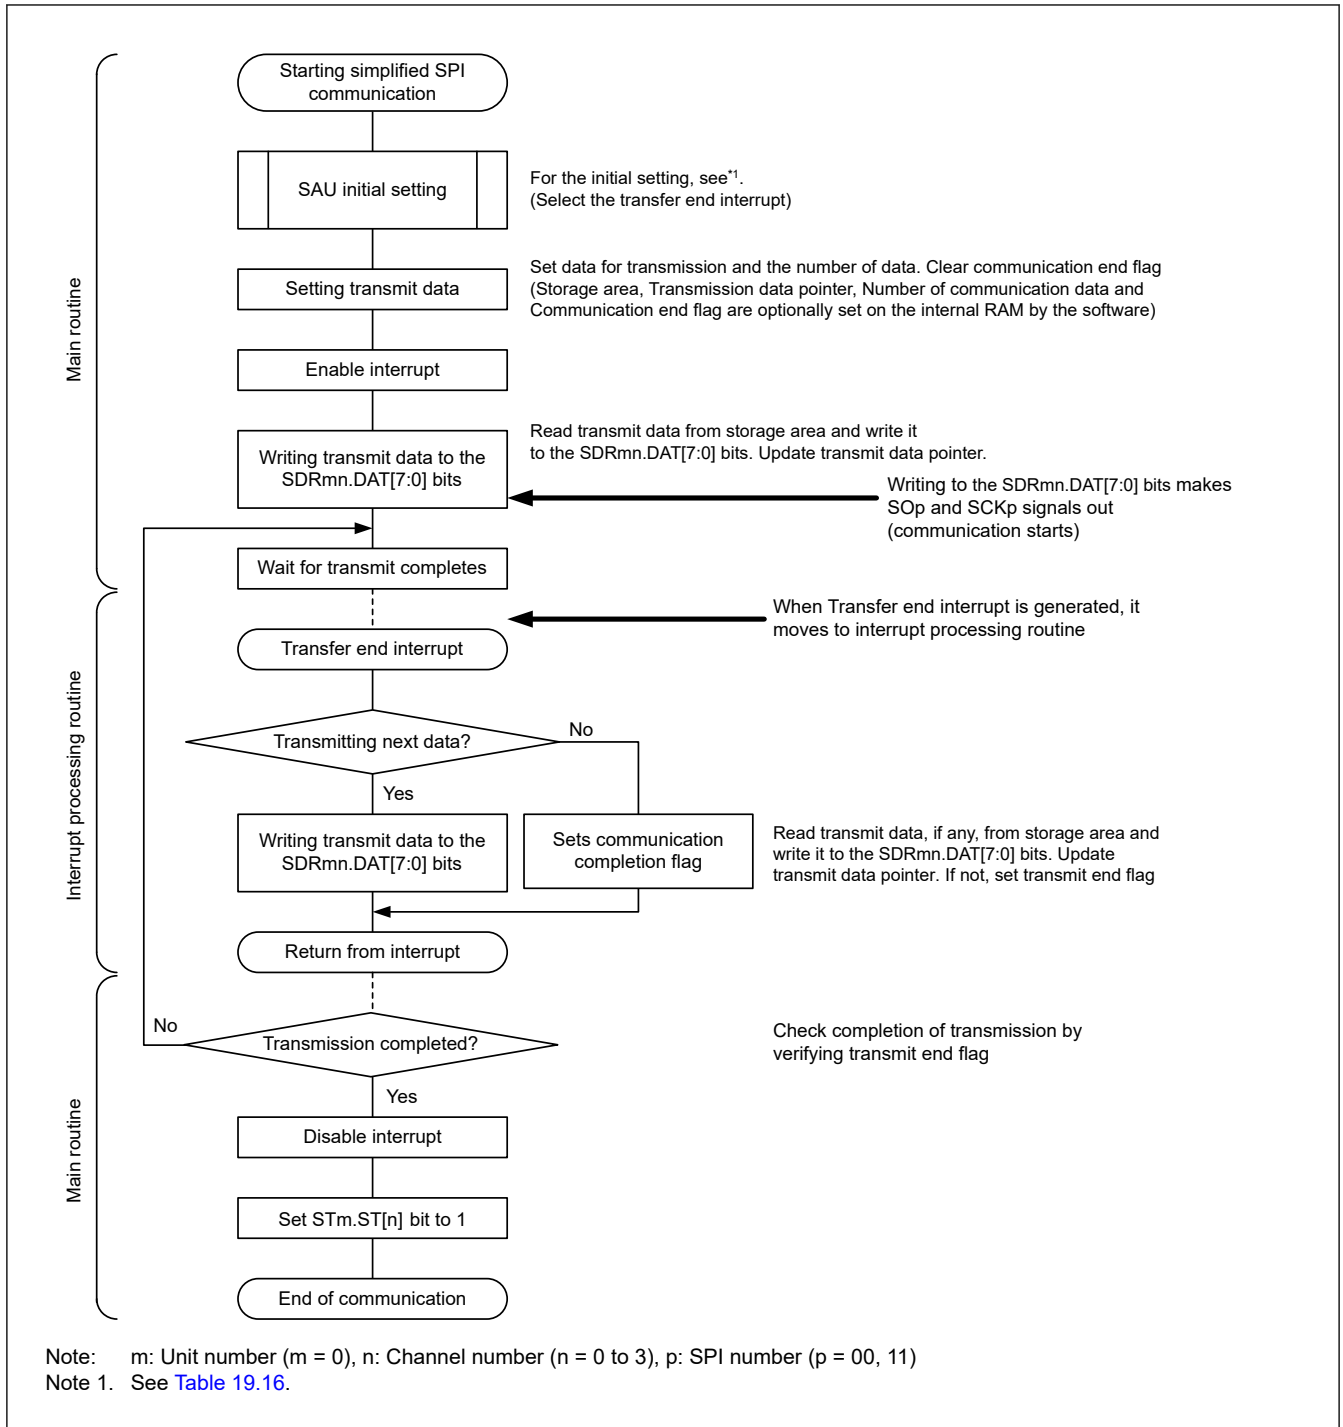 Starting simplified SPI
communication
SAU initial setting
For the initial setting, see*1.
(Select the transfer end interrupt)
Setting transmit data
Set data for transmission and the number of data. Clear communication end flag
(Storage area, Transmission data pointer, Number of communication data and
Communication end flag are optionally set on the internal RAM by the software)
Main routine
Enable interrupt
Writing transmit data to the
SDRmn.DAT[7:0] bits
Read transmit data from storage area and write it
to the SDRmn.DAT[7:0] bits. Update transmit data pointer.
Writing to the SDRmn.DAT[7:0] bits makes
SOp and SCKp signals out
(communication starts)
Wait for transmit completes
When Transfer end interrupt is generated, it
moves to interrupt processing routine
Transfer end interrupt
Transmitting next data?
No
Yes
Interrupt processing routine
Writing transmit data to the
SDRmn.DAT[7:0] bits
Sets communication
completion flag
Read transmit data, if any, from storage area and
write it to the SDRmn.DAT[7:0] bits. Update
transmit data pointer. If not, set transmit end flag
Return from interrupt
No
Transmission completed?
Check completion of transmission by
verifying transmit end flag
Yes
Main routine
Disable interrupt
Set STm.ST[n] bit to 1
End of communication
Note: m: Unit number (m = 0), n: Channel number (n = 0 to 3), p: SPI number (p = 00, 11)
Note 1. See Table 19.16.